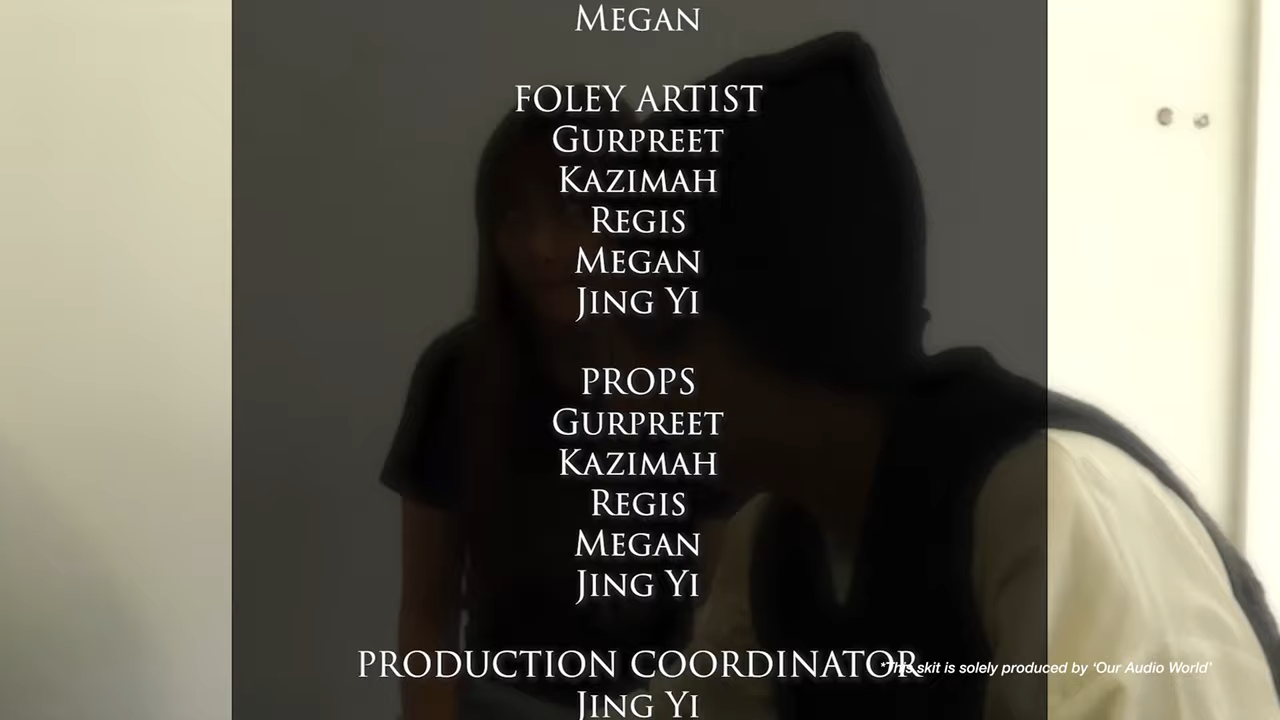 Megan
FOLEY ARTIST
Gurpreet
Kazimah
Regis
Megan
Jing Yi
PROPS
Gurpreet
Kazimah
Regis
Megan
Jing Yi
PRODUCTION COORDINATOR
*This skit is solely produced by ‘Our Audio World’
Jing Yi